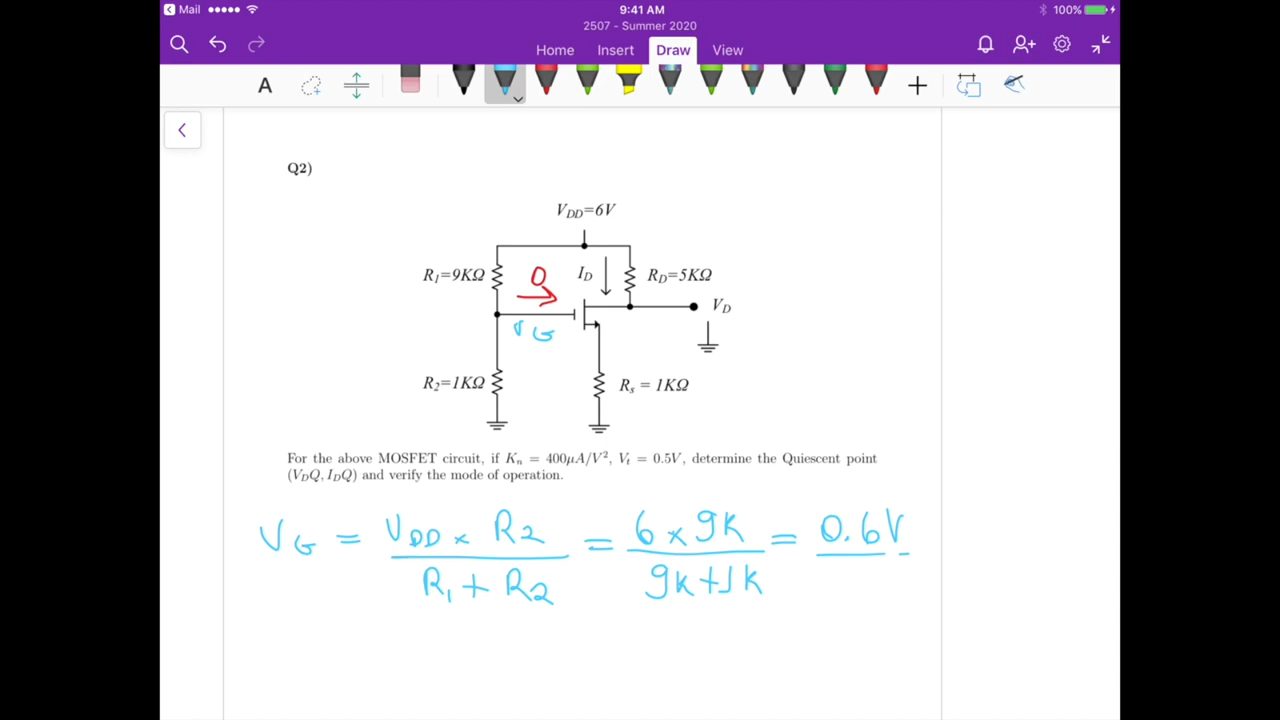 Mail 9:41 AM 100%
2507 - Summer 2020
Home Insert Draw View
A
Q2)
V_DD=6V
R_1=9KΩ 0 I_D R_D=5KΩ
V_D
V_G
R_2=1KΩ R_s = 1KΩ
For the above MOSFET circuit, if K_n = 400μA/V^2, V_t = 0.5V, determine the Quiescent point
(V_DQ, I_DQ) and verify the mode of operation.
V_G = V_DD × R_2 / R_1 + R_2 = 6 × 9K / 9K + 1K = 0.6V